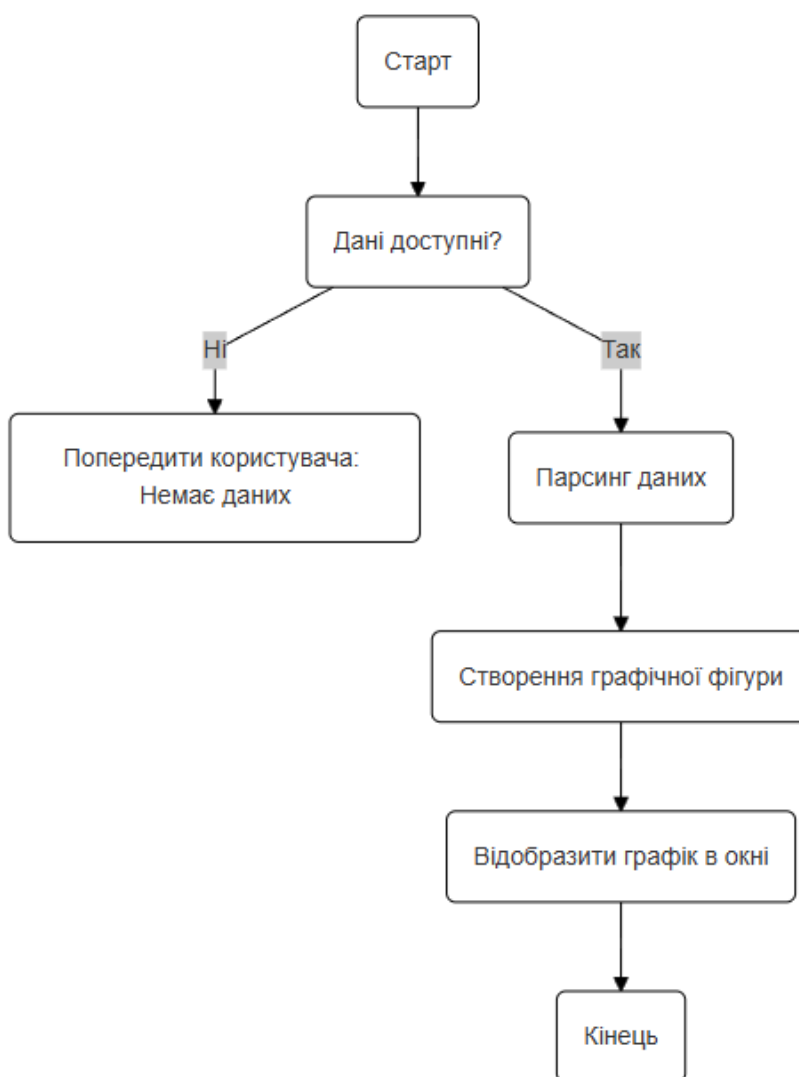 Старт
Дані доступні?
Ні
Так
Попередити користувача:
Немає даних
Парсинг даних
Створення графічної фігури
Відобразити графік в окні
Кінець